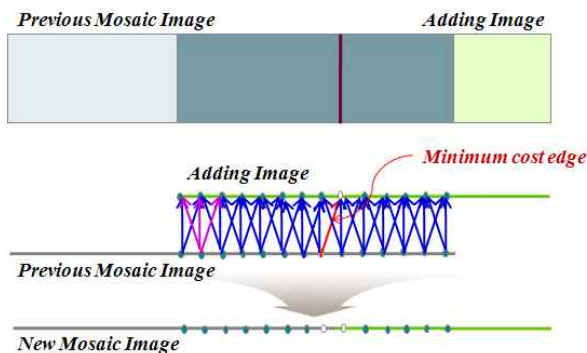 Previous Mosaic Image
Adding Image
Adding Image
Minimum cost edge
Previous Mosaic Image
New Mosaic Image